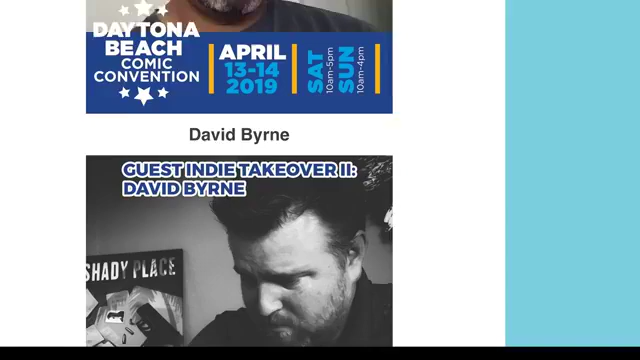 DAYTONA
BEACH
COMIC
CONVENTION
APRIL
13-14
2019
SAT
10am-5pm
SUN
10am-4pm
David Byrne
GUEST INDIE TAKEOVER II:
DAVID BYRNE
SHADY PLACE